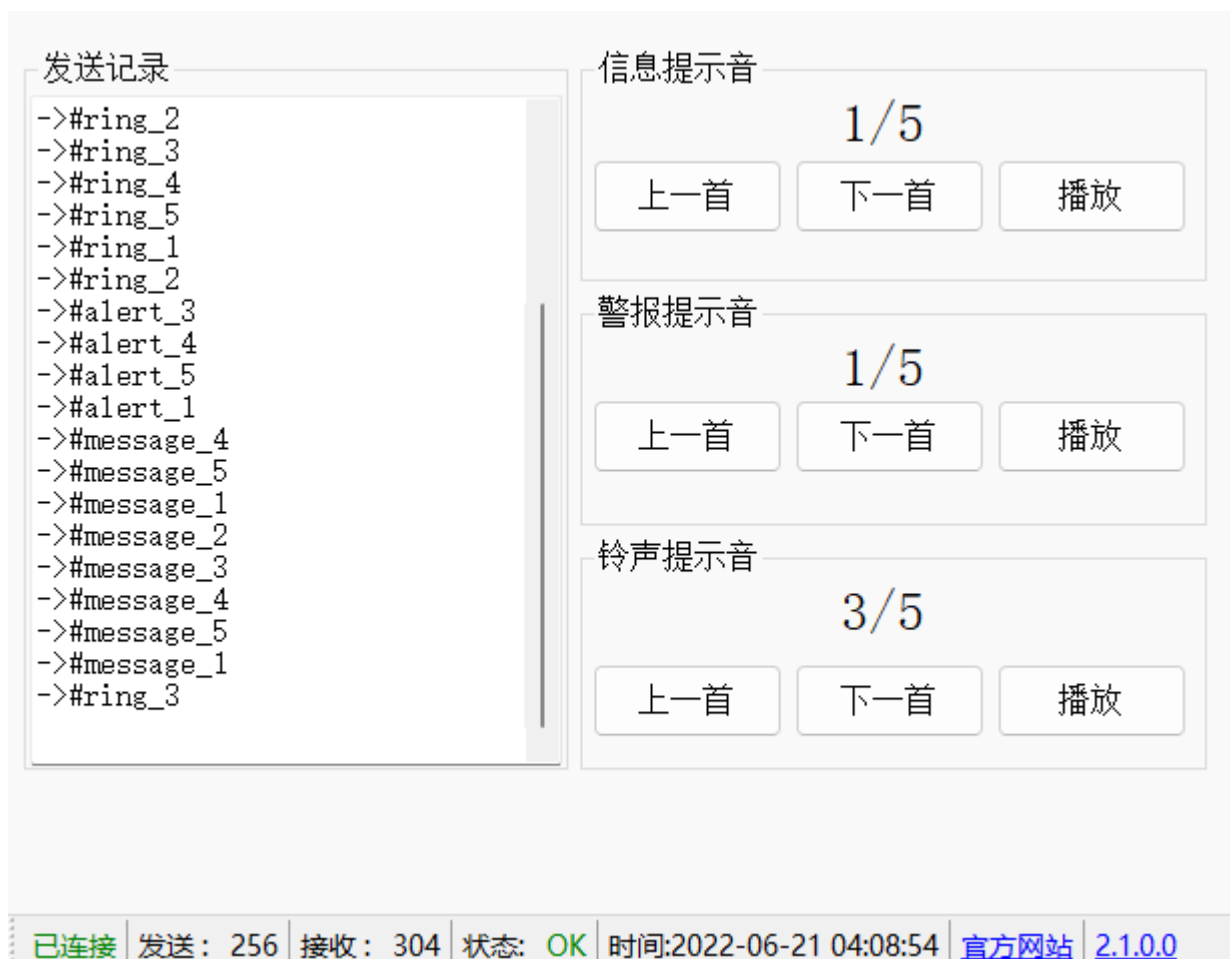 发送记录
->#ring_2
->#ring_3
->#ring_4
->#ring_5
->#ring_1
->#ring_2
->#alert_3
->#alert_4
->#alert_5
->#alert_1
->#message_4
->#message_5
->#message_1
->#message_2
->#message_3
->#message_4
->#message_5
->#message_1
->#ring_3
信息提示音
1/5
上一首 下一首 播放
警报提示音
1/5
上一首 下一首 播放
铃声提示音
3/5
上一首 下一首 播放
已连接 发送: 256 接收: 304 状态: OK 时间:2022-06-21 04:08:54 官方网站 2.1.0.0